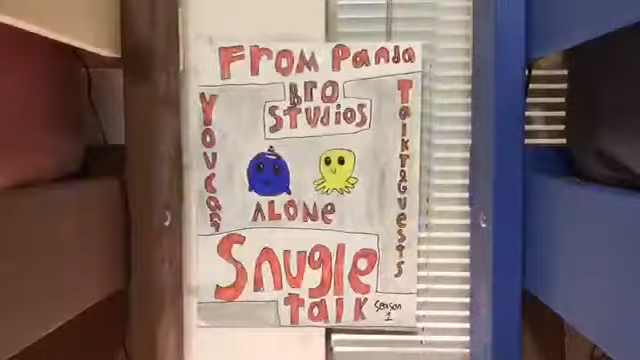 From Panda
Bro
Studios
You can
Talk to Guests
ALONE
Snugle
talk
Season
1